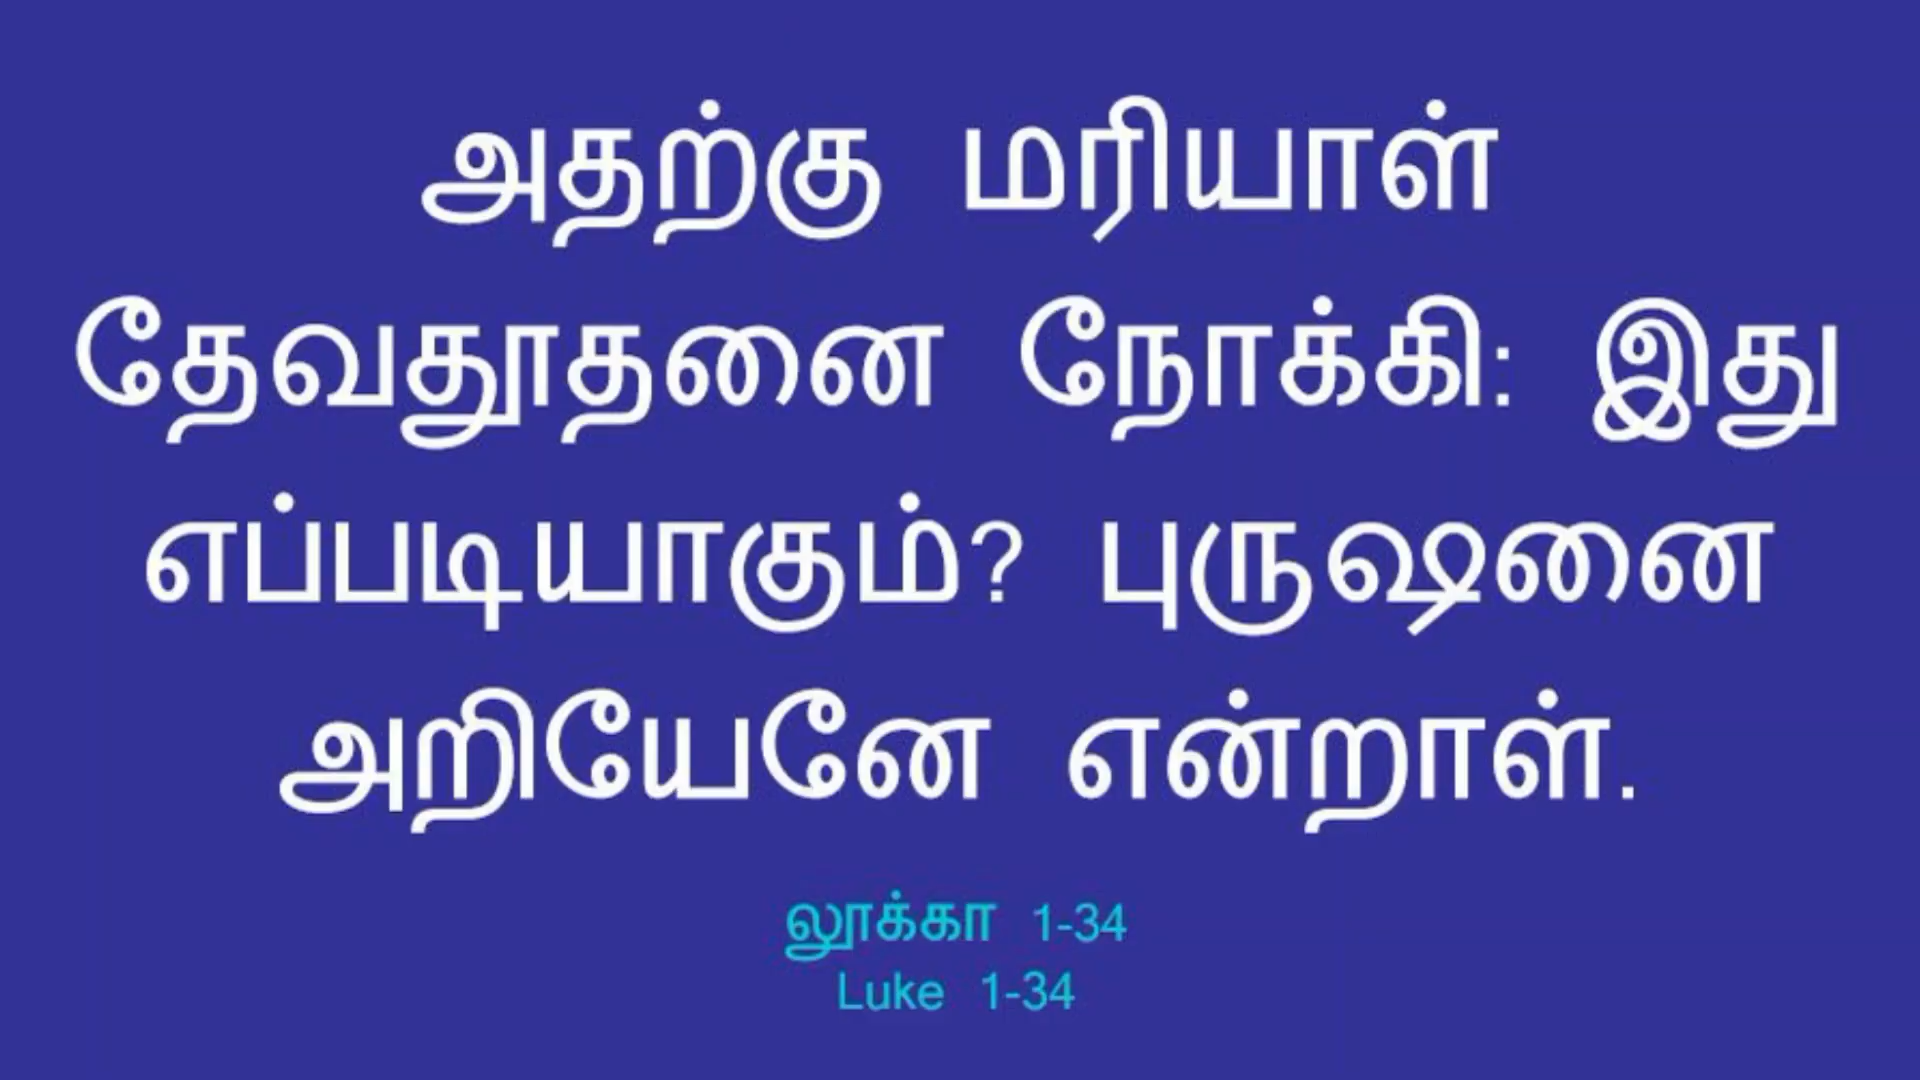 அதற்கு மரியாள்
தேவதூதனை நோக்கி: இது
எப்படியாகும்? புருஷனை
அறியேனே என்றாள்.
லூக்கா 1-34
Luke 1-34